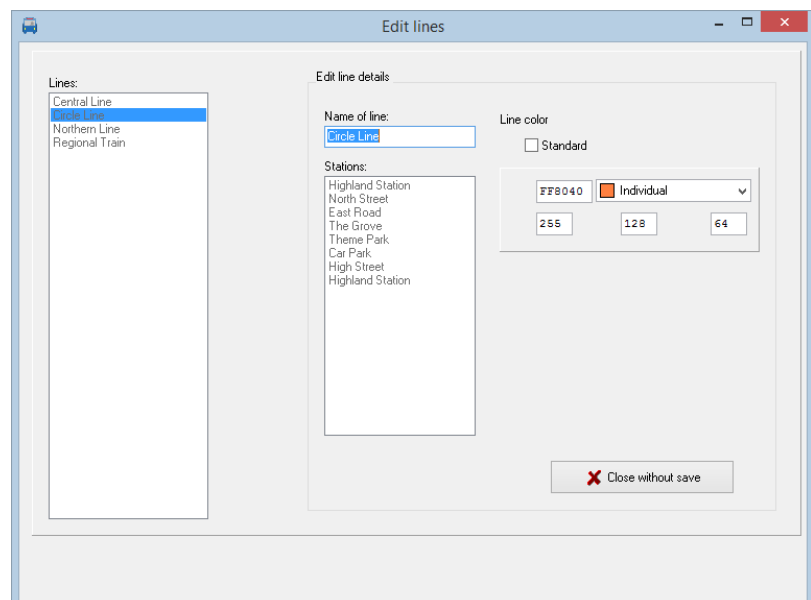 Edit lines
Lines:
Central Line
Circle Line
Northern Line
Regional Train
Edit line details
Name of line:
Circle Line
Stations:
Highland Station
North Street
East Road
The Grove
Theme Park
Car Park
High Street
Highland Station
Line color
Standard
FF8040 Individual
255 128 64
Close without save